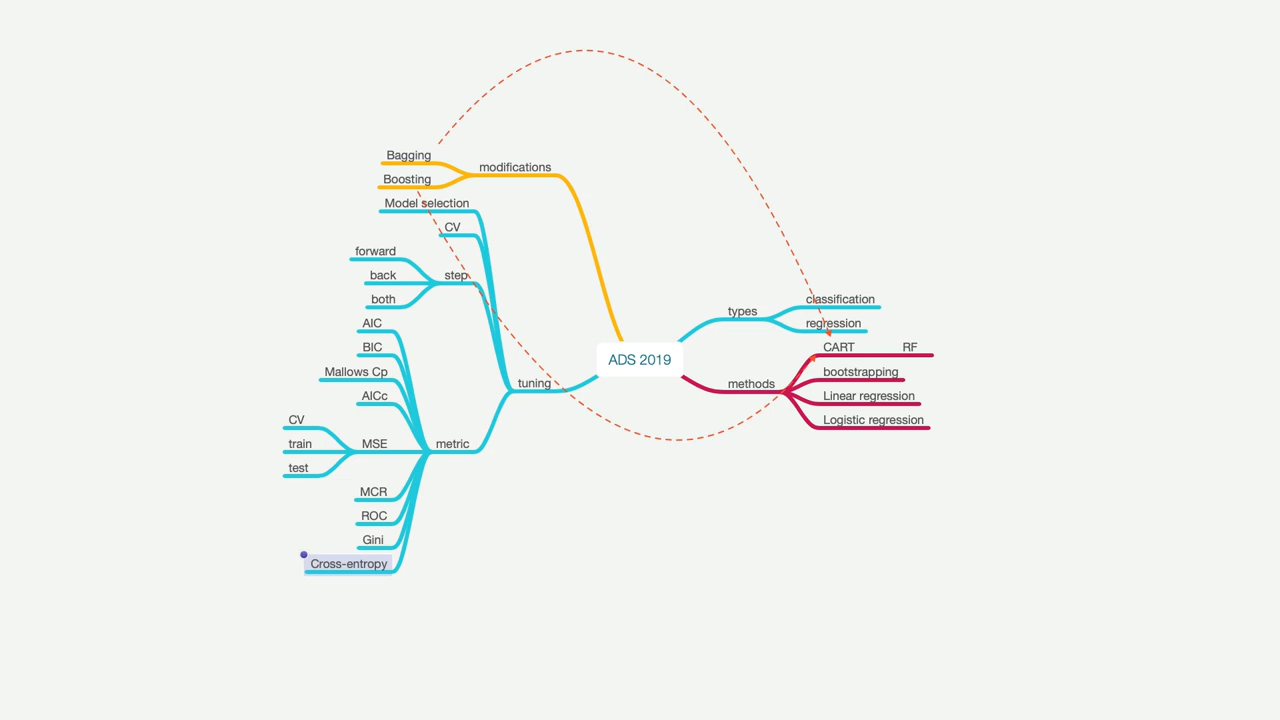 Bagging
modifications
Boosting
Model selection
CV
forward
back
step
both
AIC
BIC
Mallows Cp
AICc
tuning
CV
train
MSE
metric
test
MCR
ROC
Gini
Cross-entropy
ADS 2019
types
classification
regression
methods
CART
RF
bootstrapping
Linear regression
Logistic regression